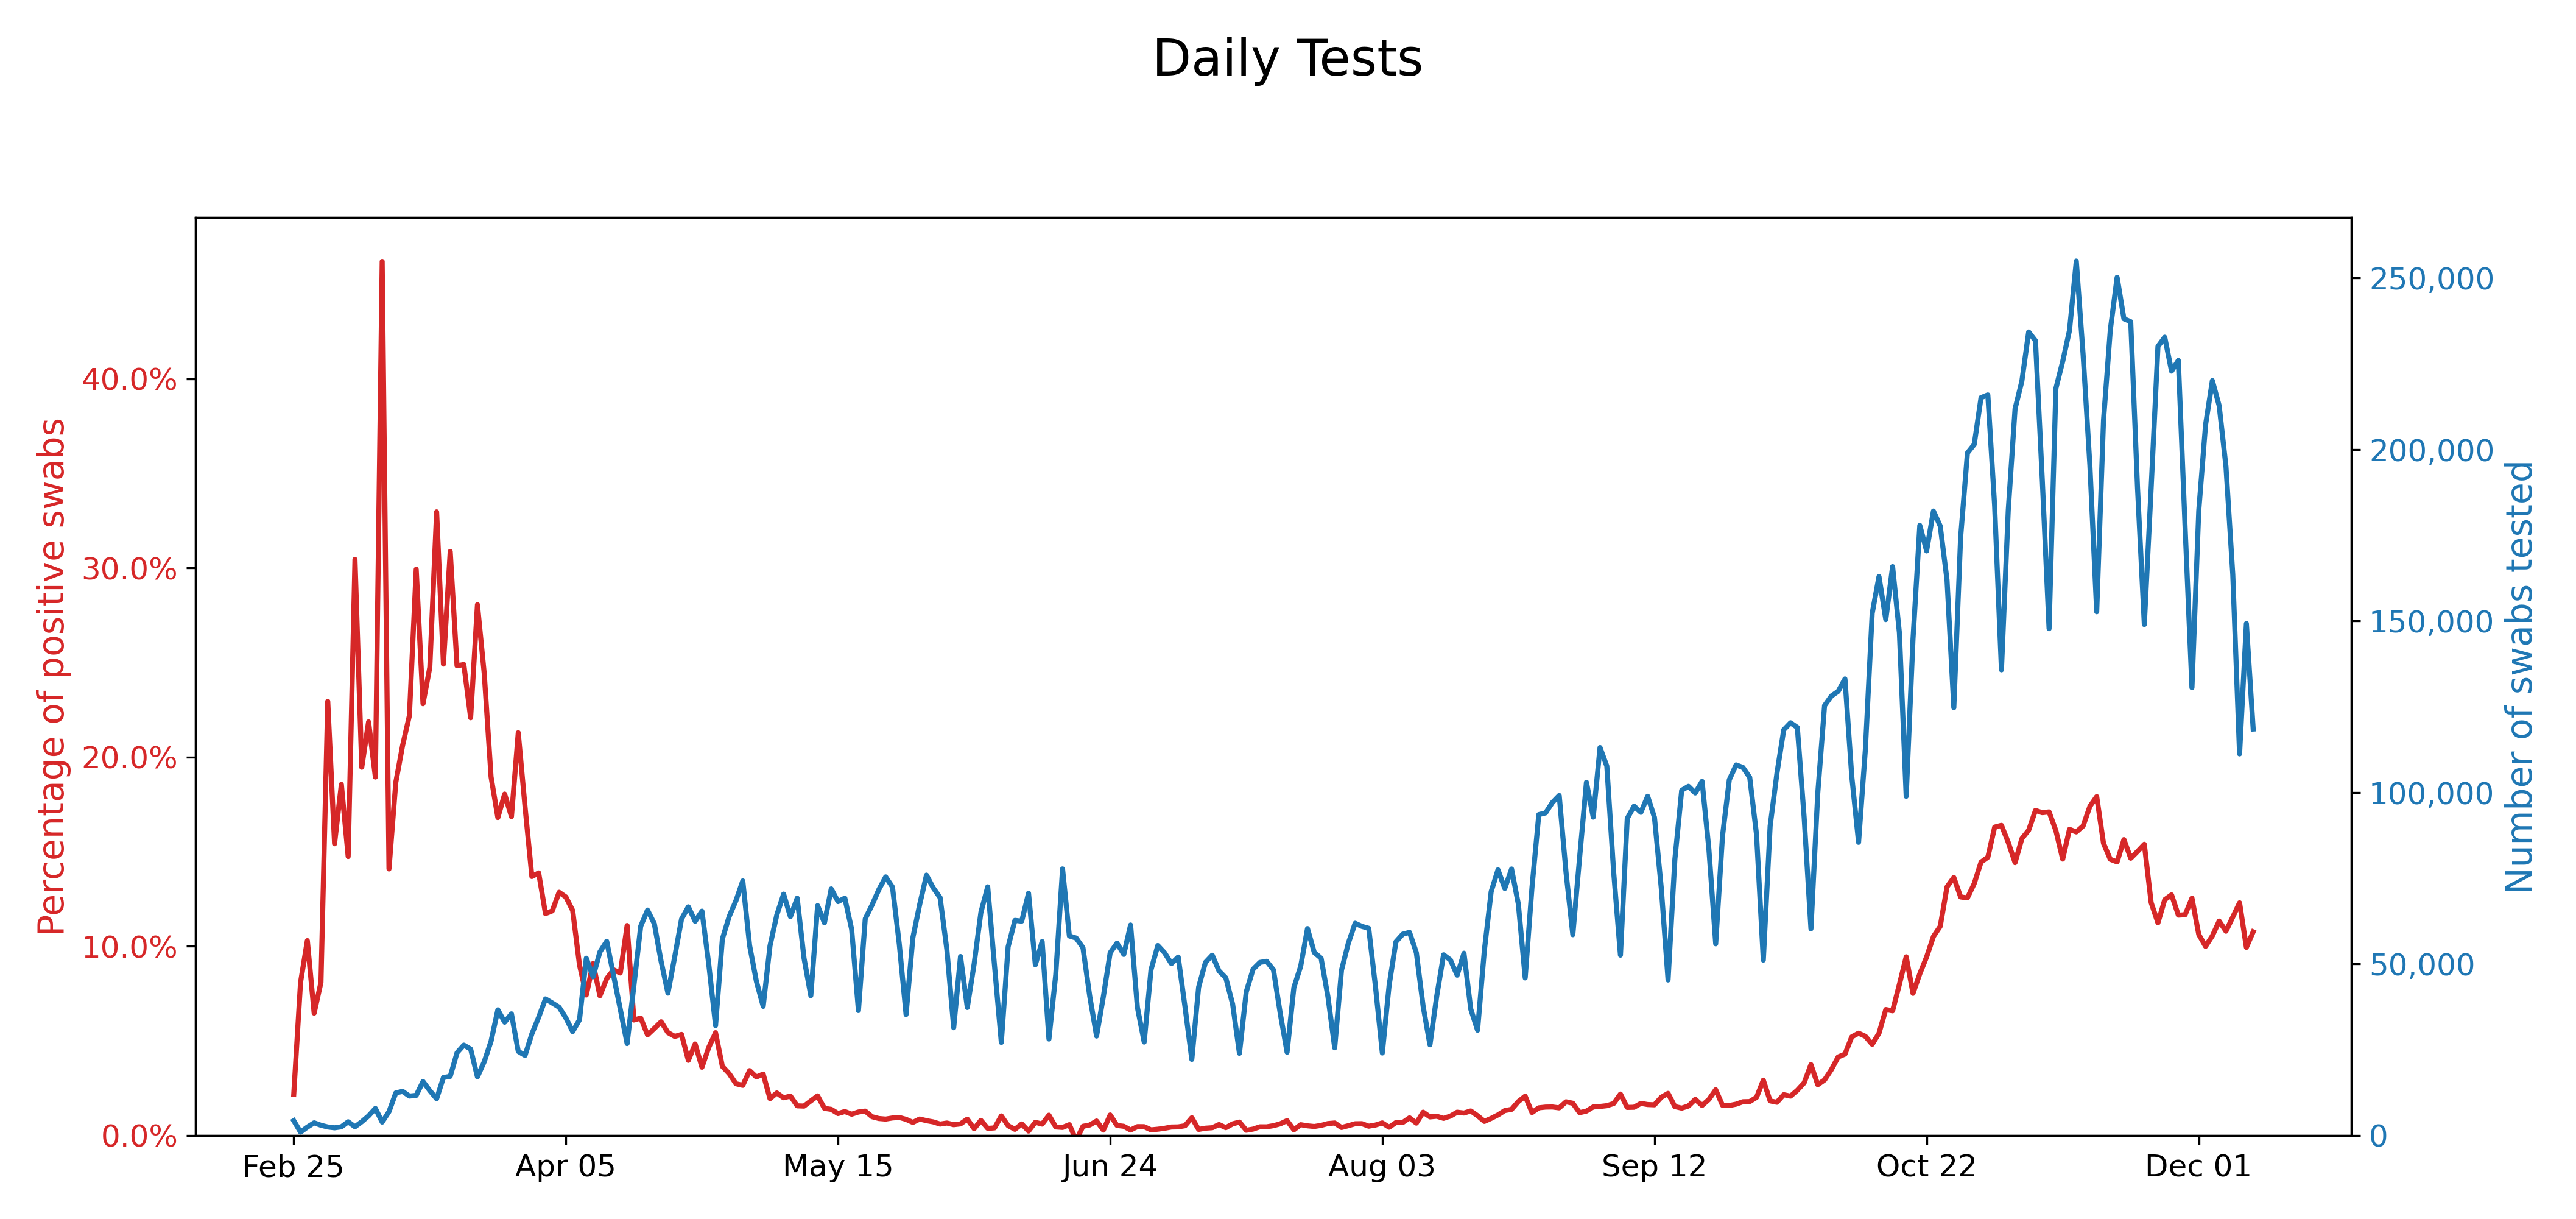 Daily Tests
Percentage of positive swabs
40.0%
30.0%
20.0%
10.0%
0.0%
250,000
200,000
150,000
100,000
50,000
0
Number of swabs tested
Feb 25 Apr 05 May 15 Jun 24 Aug 03 Sep 12 Oct 22 Dec 01